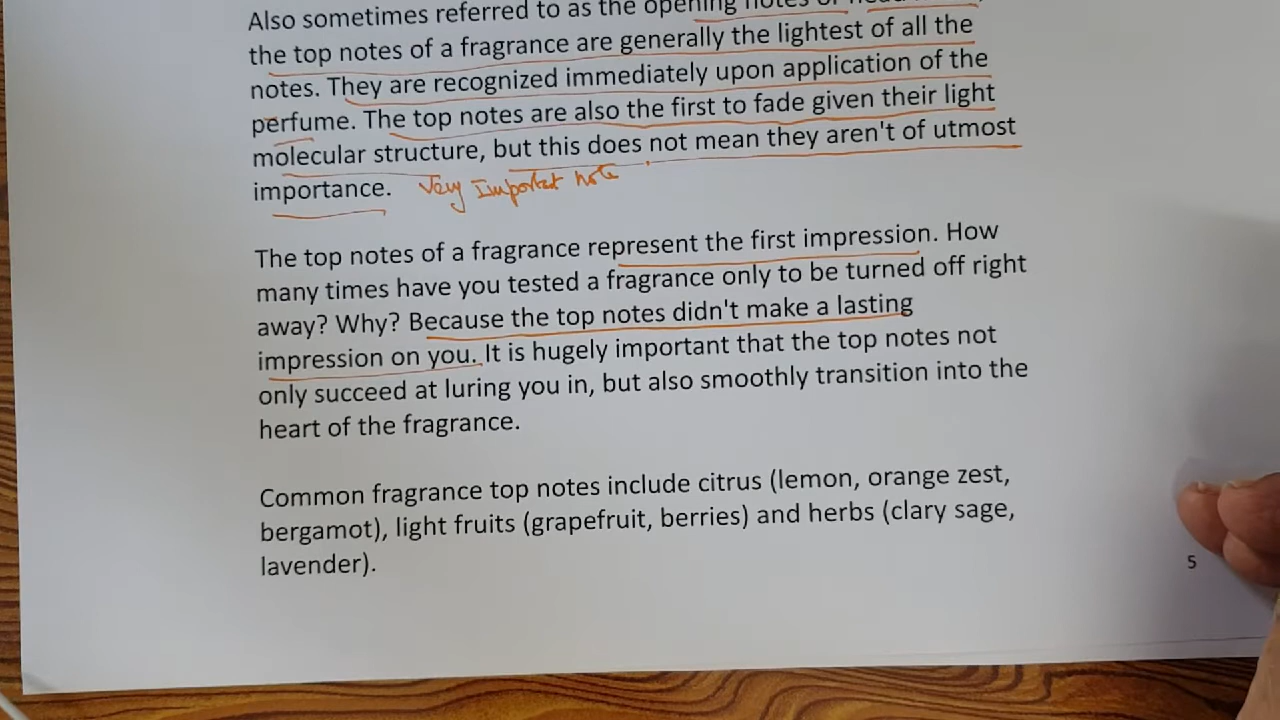 Also sometimes referred to as the opening notes or
the top notes of a fragrance are generally the lightest of all the
notes. They are recognized immediately upon application of the
perfume. The top notes are also the first to fade given their light
molecular structure, but this does not mean they aren't of utmost
importance. Very Important note
The top notes of a fragrance represent the first impression. How
many times have you tested a fragrance only to be turned off right
away? Why? Because the top notes didn't make a lasting
impression on you. It is hugely important that the top notes not
only succeed at luring you in, but also smoothly transition into the
heart of the fragrance.
Common fragrance top notes include citrus (lemon, orange zest,
bergamot), light fruits (grapefruit, berries) and herbs (clary sage,
lavender).
5